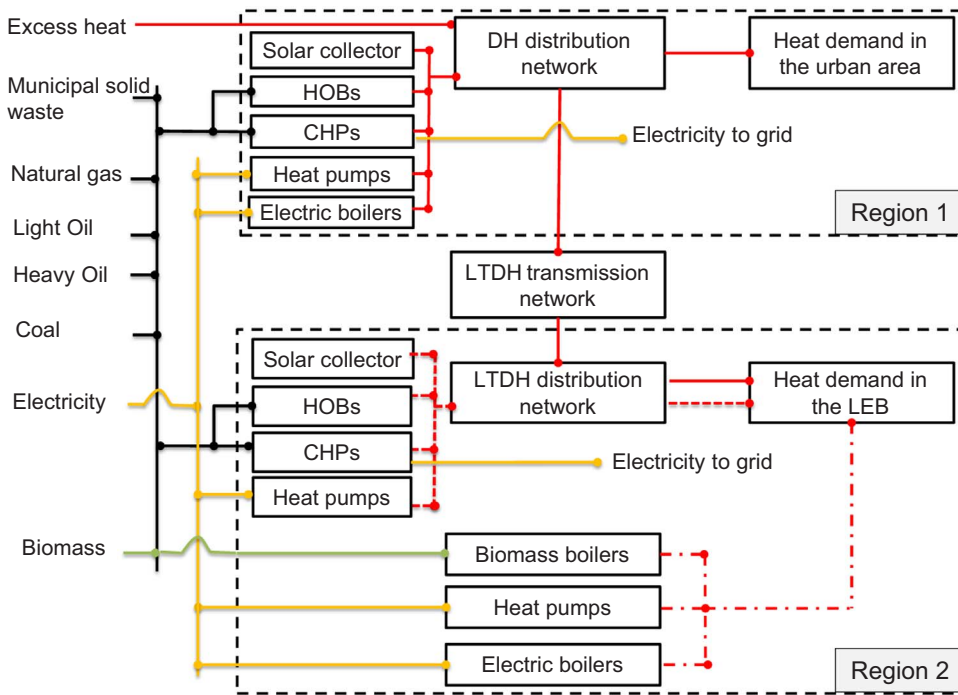 Excess heat
Municipal solid
waste
Natural gas
Light Oil
Heavy Oil
Coal
Electricity
Biomass
Solar collector
HOBs
CHPs
Heat pumps
Electric boilers
DH distribution
network
Heat demand in
the urban area
Electricity to grid
Region 1
LTDH transmission
network
Solar collector
HOBs
CHPs
Heat pumps
LTDH distribution
network
Heat demand in
the LEB
Electricity to grid
Biomass boilers
Heat pumps
Electric boilers
Region 2